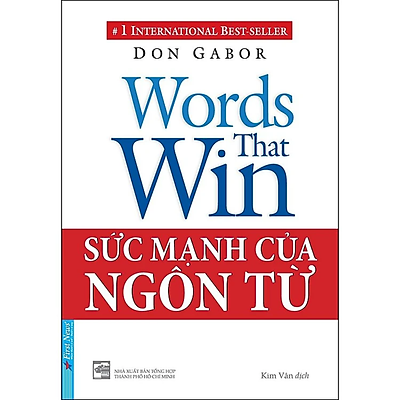 # 1 INTERNATIONAL BEST-SELLER
DON GABOR
Words
That
Win
SỨC MẠNH CỦA
NGÔN TỪ
First News
NHÀ XUẤT BẢN TỔNG HỢP
THÀNH PHỐ HỒ CHÍ MINH
Kim Vân dịch